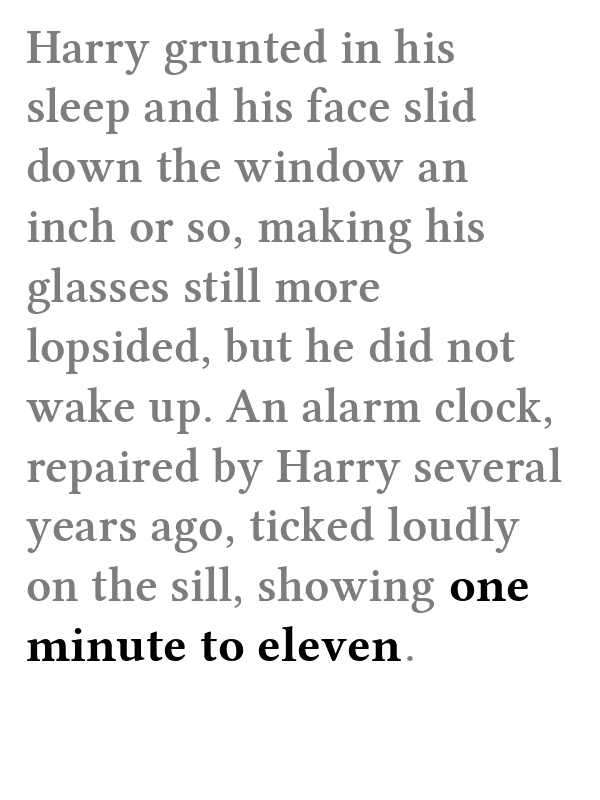 Harry grunted in his
sleep and his face slid
down the window an
inch or so, making his
glasses still more
lopsided, but he did not
wake up. An alarm clock,
repaired by Harry several
years ago, ticked loudly
on the sill, showing one
minute to eleven.